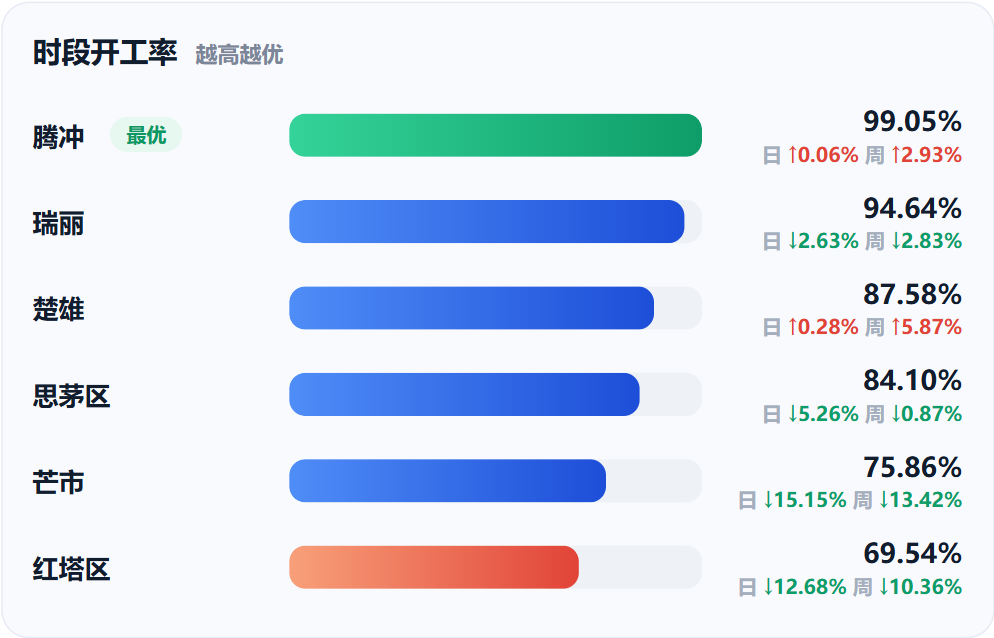 时段开工率 越高越优
腾冲 最优 99.05%
日 ↑0.06% 周 ↑2.93%
瑞丽 94.64%
日 ↓2.63% 周 ↓2.83%
楚雄 87.58%
日 ↑0.28% 周 ↑5.87%
思茅区 84.10%
日 ↓5.26% 周 ↓0.87%
芒市 75.86%
日 ↓15.15% 周 ↓13.42%
红塔区 69.54%
日 ↓12.68% 周 ↓10.36%